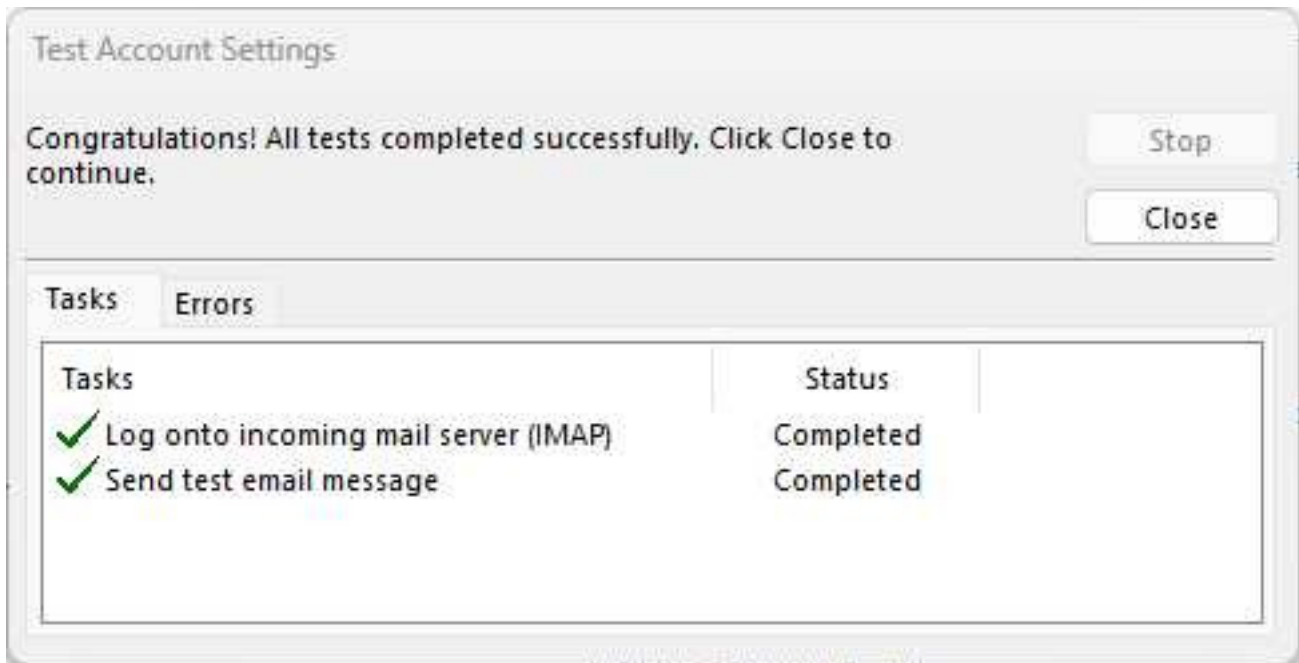 Test Account Settings
Congratulations! All tests completed successfully. Click Close to
continue.
Stop
Close
Tasks Errors
Tasks Status
Log onto incoming mail server (IMAP) Completed
Send test email message Completed